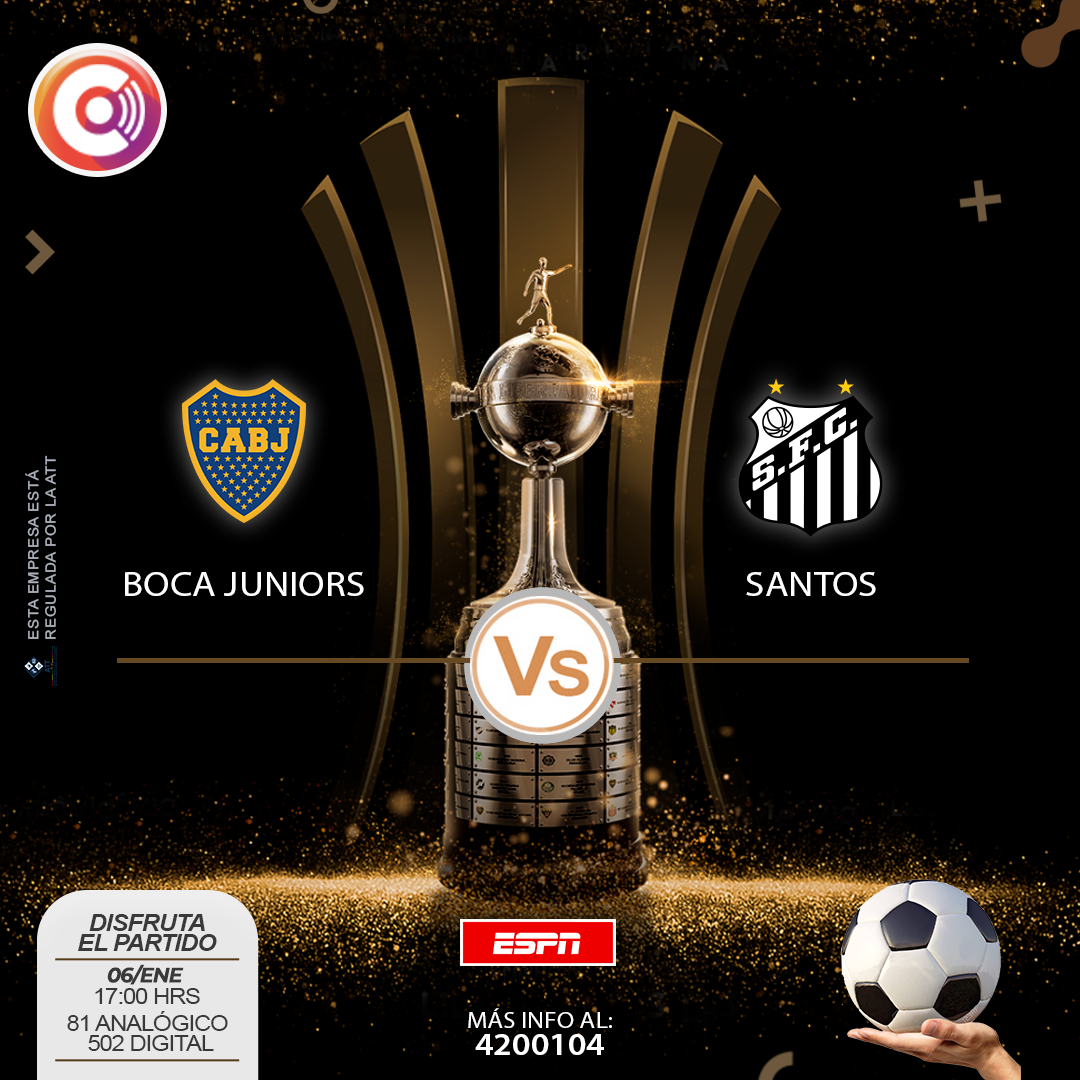 CABJ
S.F.C.
BOCA JUNIORS
SANTOS
ESTA EMPRESA ESTÁ
REGULADA POR LA ATT
Vs
DISFRUTA
EL PARTIDO
06/ENE
17:00 HRS
81 ANALÓGICO
502 DIGITAL
ESPN
MÁS INFO AL:
4200104